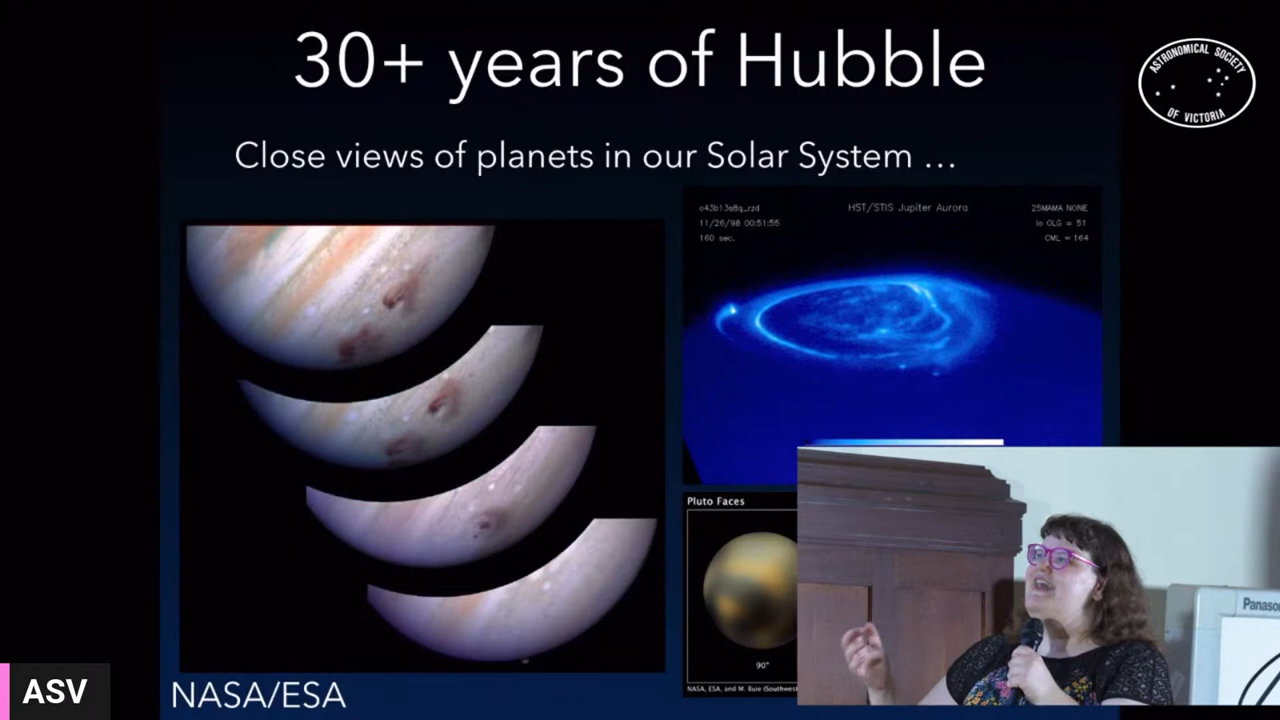 30+ years of Hubble
ASTRONOMICAL SOCIETY
OF VICTORIA
Close views of planets in our Solar System ...
o43b13a8q_rzd
HST/STIS Jupiter Aurora
25MAMA NONE
11/26/98 00:51:55
Io OLG = 51
160 sec.
CML = 164
Pluto Faces
90°
NASA, ESA, and M. Buie (Southwest
Panaso
ASV
NASA/ESA